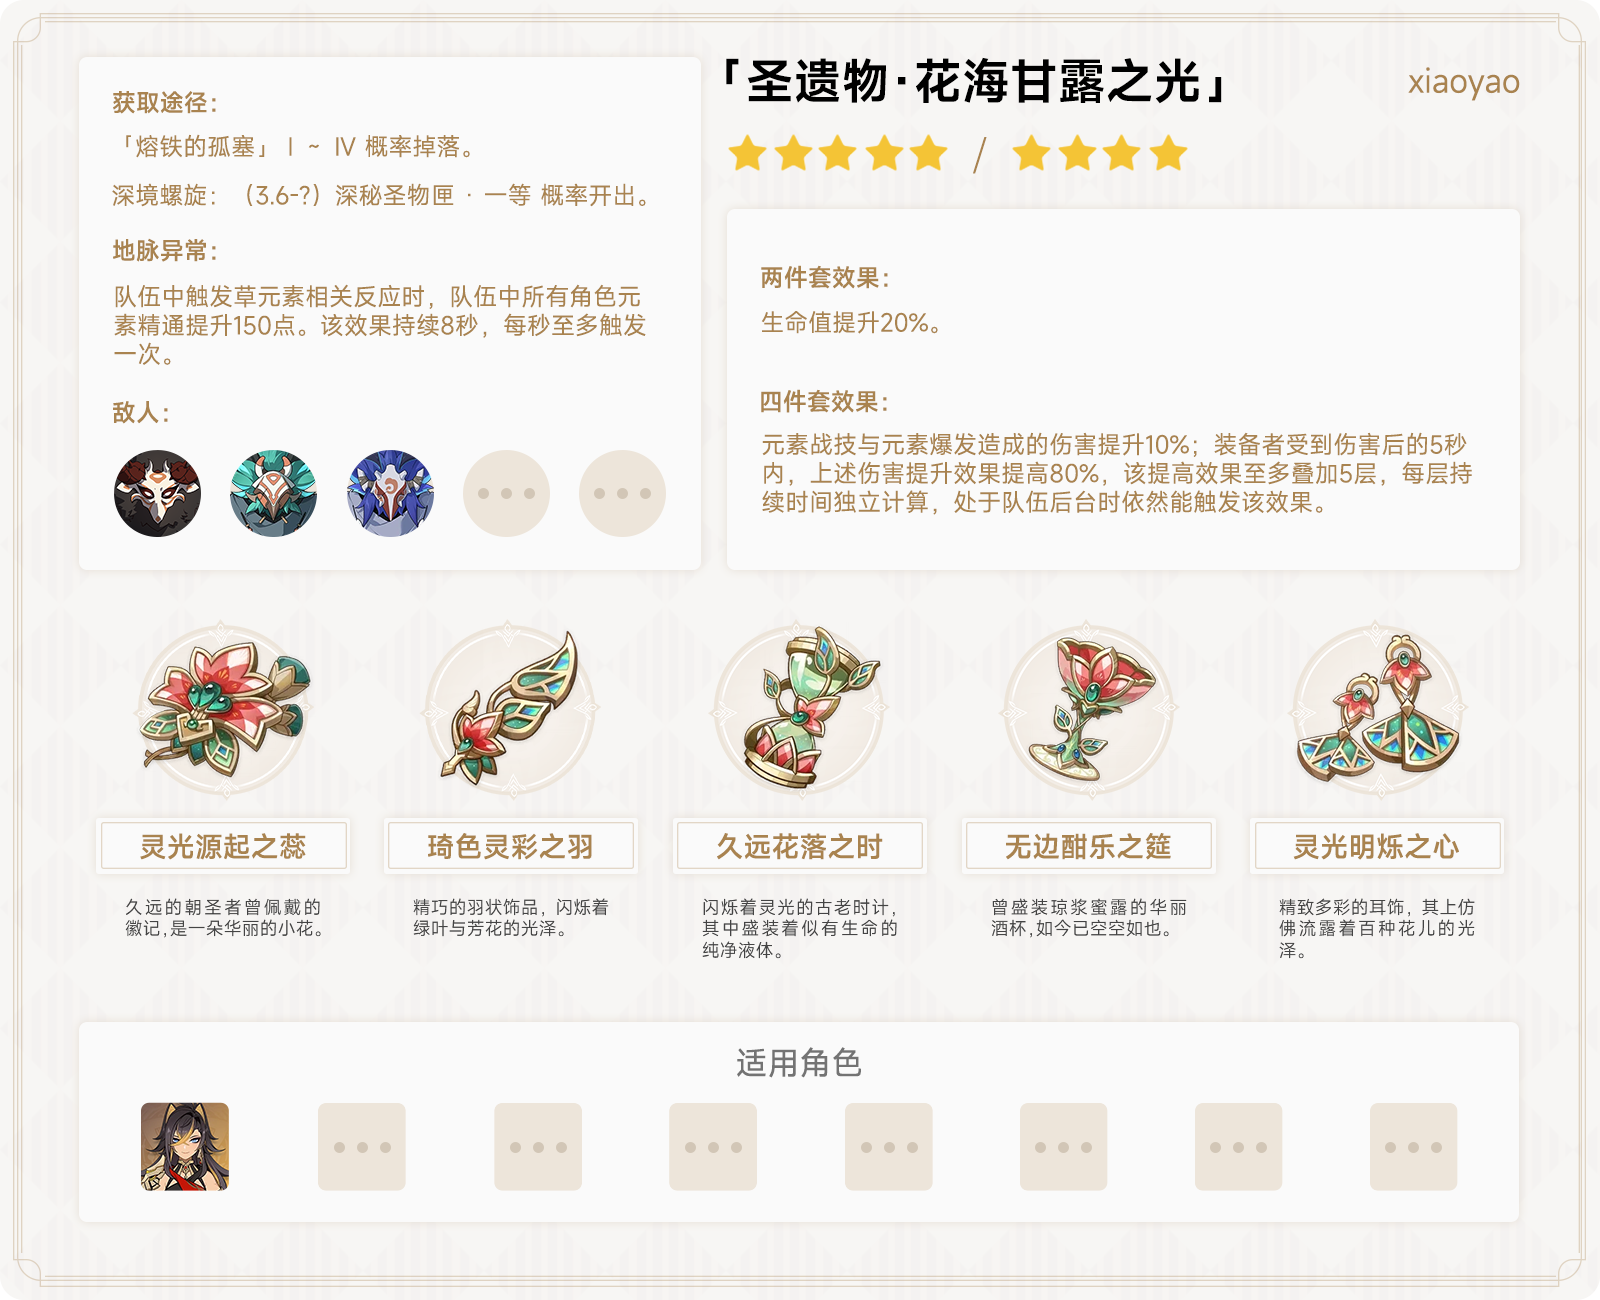 获取途径：
「熔铁的孤塞」Ⅰ ~ Ⅳ 概率掉落。
深境螺旋：（3.6-?）深秘圣物匣 · 一等 概率开出。
地脉异常：
队伍中触发草元素相关反应时，队伍中所有角色元
素精通提升150点。该效果持续8秒，每秒至多触发
一次。
敌人：
「圣遗物·花海甘露之光」
xiaoyao
/
两件套效果：
生命值提升20%。
四件套效果：
元素战技与元素爆发造成的伤害提升10%；装备者受到伤害后的5秒
内，上述伤害提升效果提高80%，该提高效果至多叠加5层，每层持
续时间独立计算，处于队伍后台时依然能触发该效果。
灵光源起之蕊
久远的朝圣者曾佩戴的
徽记,是一朵华丽的小花。
琦色灵彩之羽
精巧的羽状饰品，闪烁着
绿叶与芳花的光泽。
久远花落之时
闪烁着灵光的古老时计，
其中盛装着似有生命的
纯净液体。
无边酣乐之筵
曾盛装琼浆蜜露的华丽
酒杯,如今已空空如也。
灵光明烁之心
精致多彩的耳饰，其上仿
佛流露着百种花儿的光
泽。
适用角色